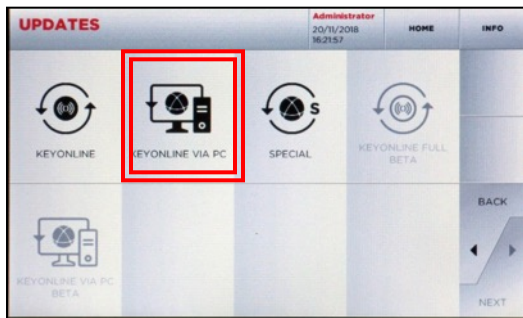 UPDATES
Administrator
20/11/2018
16:21:57
HOME
INFO
KEYONLINE
KEYONLINE VIA PC
S
SPECIAL
KEYONLINE FULL
BETA
BACK
KEYONLINE VIA PC
BETA
NEXT